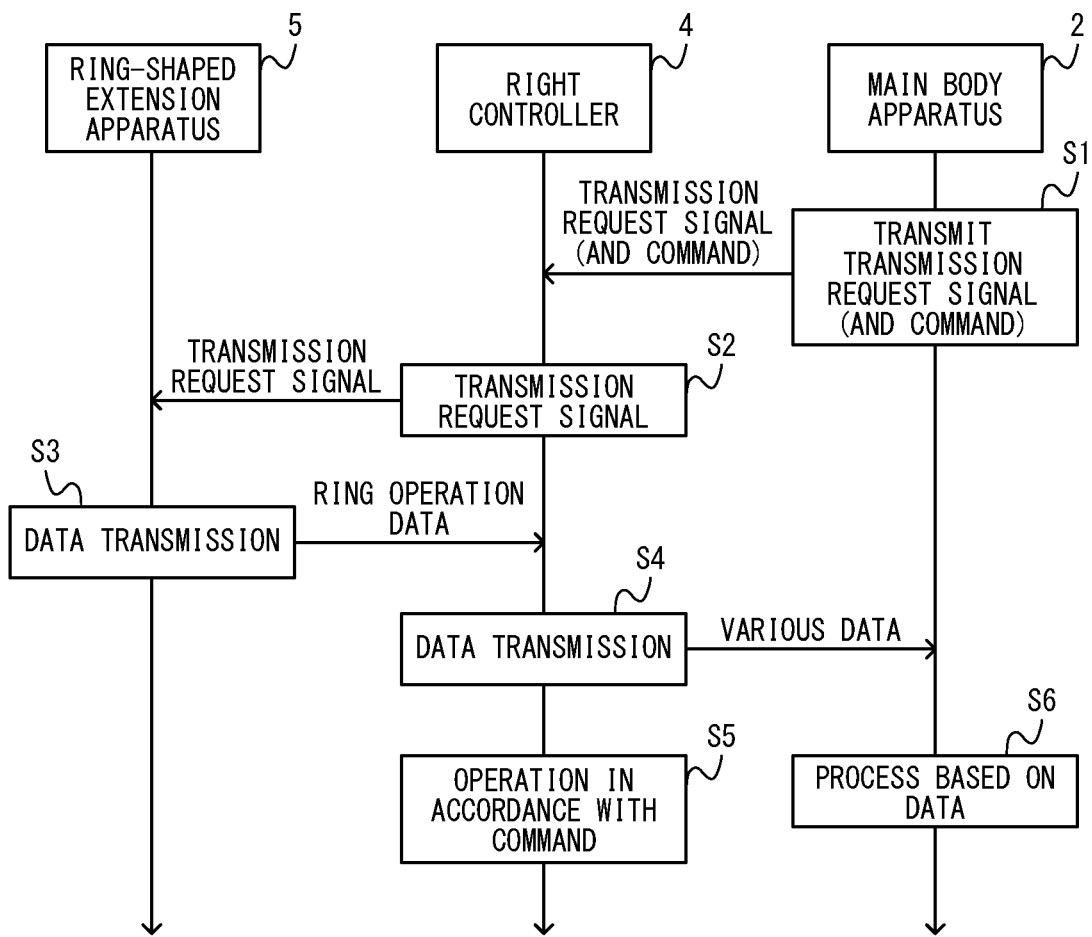 5
4
2
RING-SHAPED
EXTENSION
APPARATUS
RIGHT
CONTROLLER
MAIN BODY
APPARATUS
S1
TRANSMISSION
REQUEST SIGNAL
(AND COMMAND)
TRANSMIT
TRANSMISSION
REQUEST SIGNAL
(AND COMMAND)
S2
TRANSMISSION
REQUEST SIGNAL
TRANSMISSION
REQUEST SIGNAL
S3
RING OPERATION
DATA
DATA TRANSMISSION
S4
DATA TRANSMISSION
VARIOUS DATA
S5
OPERATION IN
ACCORDANCE WITH
COMMAND
S6
PROCESS BASED ON
DATA